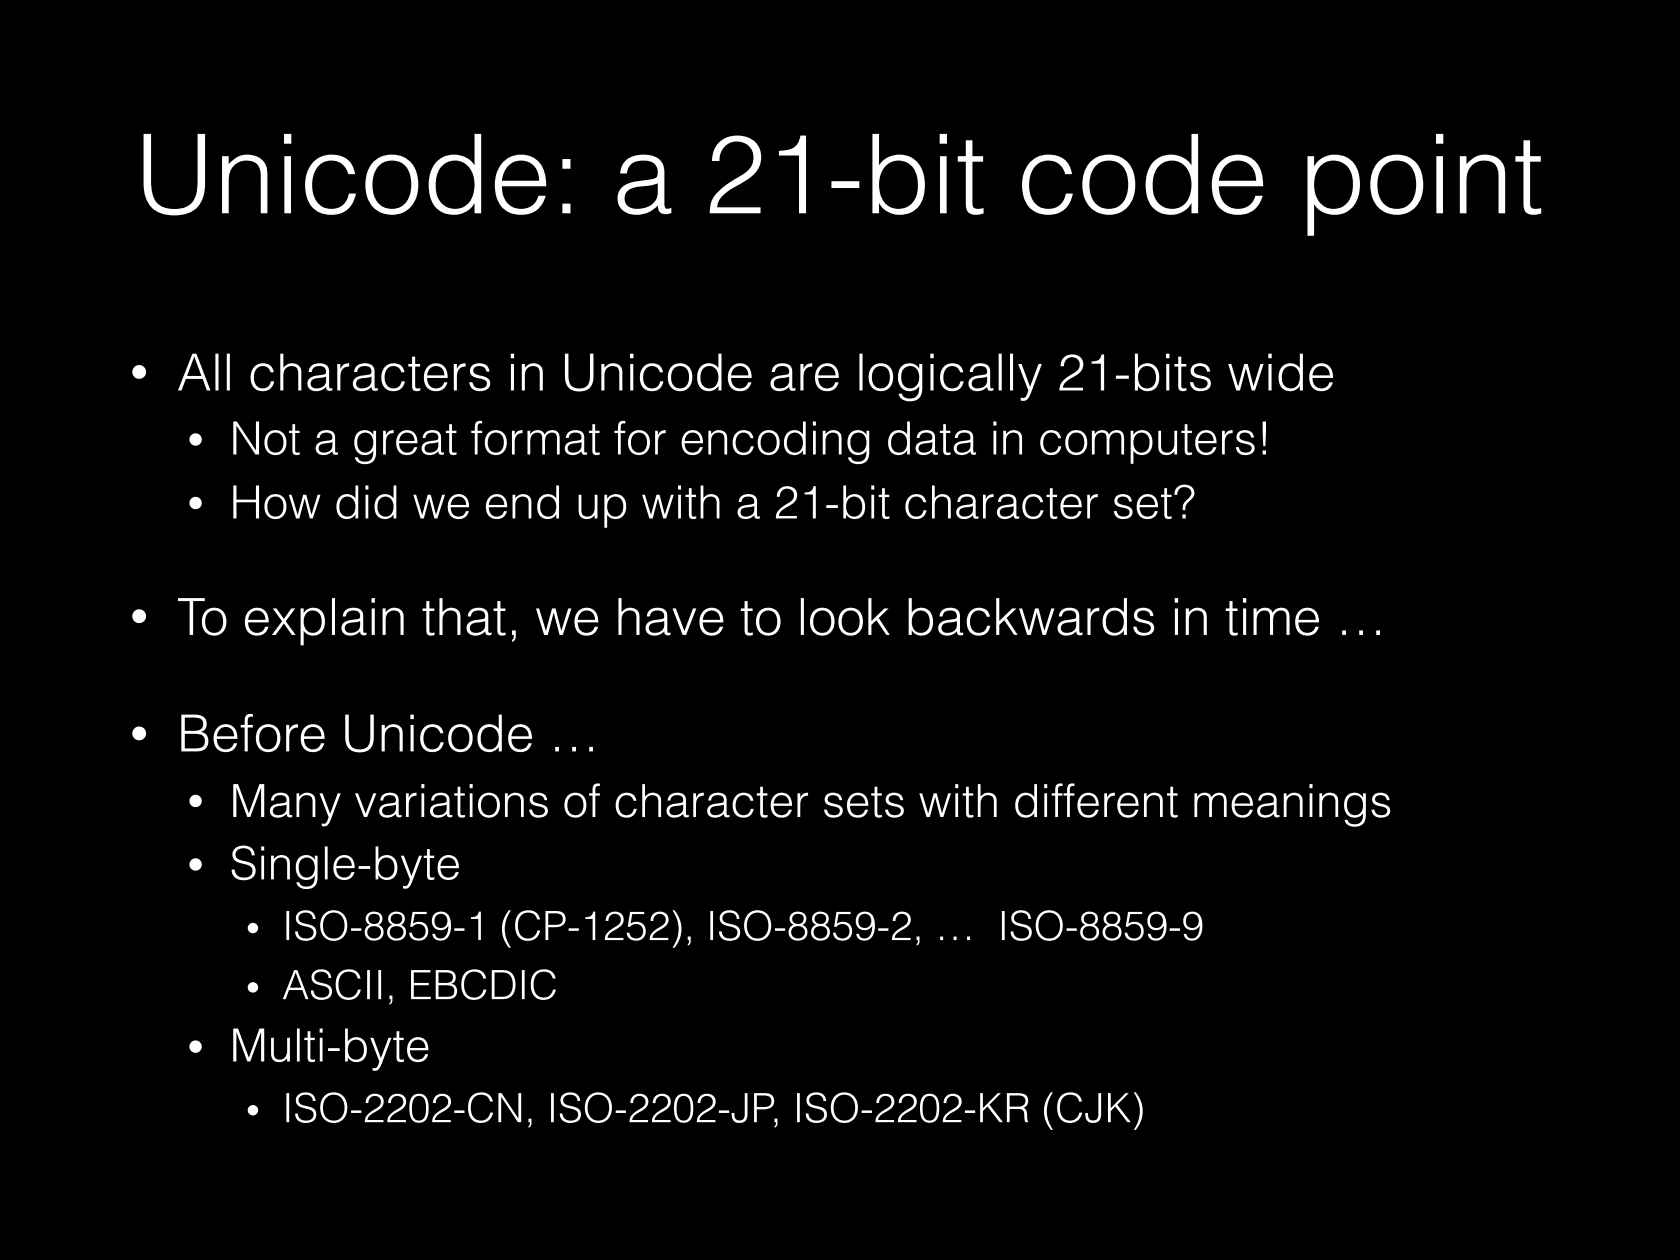 Unicode: a 21-bit code point
• All characters in Unicode are logically 21-bits wide
• Not a great format for encoding data in computers!
• How did we end up with a 21-bit character set?
• To explain that, we have to look backwards in time …
• Before Unicode …
• Many variations of character sets with different meanings
• Single-byte
• ISO-8859-1 (CP-1252), ISO-8859-2, … ISO-8859-9
• ASCII, EBCDIC
• Multi-byte
• ISO-2202-CN, ISO-2202-JP, ISO-2202-KR (CJK)